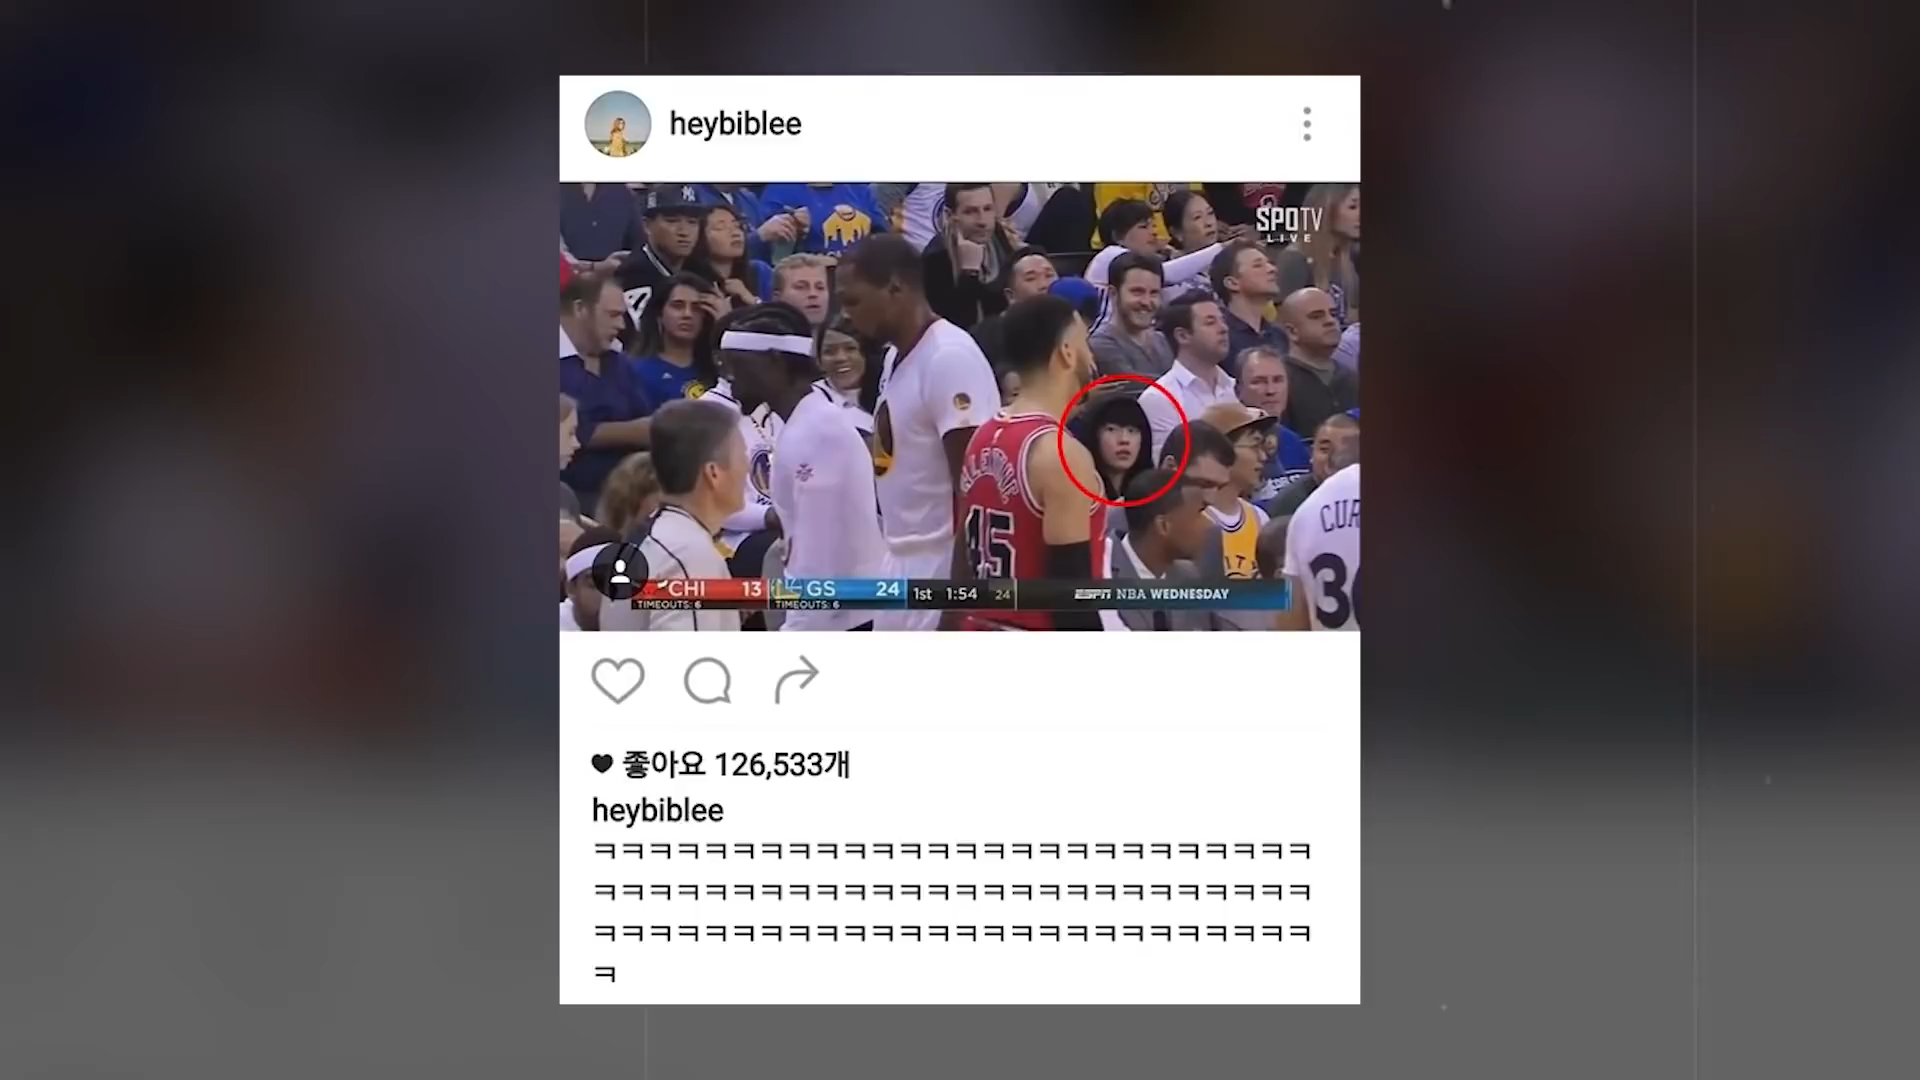 heybiblee
SPOTV
LIVE
45
CUR
3
CHI 13 GS 24 1st 1:54 24 ESPN NBA WEDNESDAY
TIMEOUTS: 6 TIMEOUTS: 6
좋아요 126,533개
heybiblee
ㅋㅋㅋㅋㅋㅋㅋㅋㅋㅋㅋㅋㅋㅋㅋㅋㅋㅋㅋㅋㅋㅋㅋㅋㅋㅋ
ㅋㅋㅋㅋㅋㅋㅋㅋㅋㅋㅋㅋㅋㅋㅋㅋㅋㅋㅋㅋㅋㅋㅋㅋㅋㅋ
ㅋㅋㅋㅋㅋㅋㅋㅋㅋㅋㅋㅋㅋㅋㅋㅋㅋㅋㅋㅋㅋㅋㅋㅋㅋㅋ
ㅋ